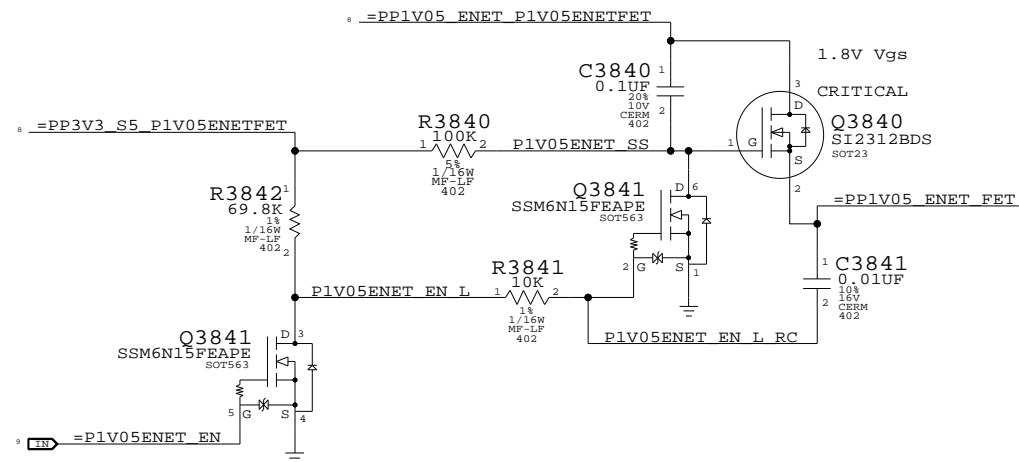 8 =PP1V05_ENET_P1V05ENETFET
1.8V Vgs
C3840
0.1UF
20%
10V
CERM
402
1
2
3
CRITICAL
D
Q3840
SI2312BDS
SOT23
1
G
S
2
8 =PP3V3_S5_P1V05ENETFET
R3840
100K
1 2
5%
1/16W
MF-LF
402
P1V05ENET_SS
R3842
69.8K
1%
1/16W
MF-LF
402
1
2
Q3841
SSM6N15FEAPE
SOT563
D 6
2 G
S 1
=PP1V05_ENET_FET
R3841
10K
1 2
1%
1/16W
MF-LF
402
C3841
0.01UF
10%
16V
CERM
402
1
2
P1V05ENET_EN_L
P1V05ENET_EN_L_RC
Q3841
SSM6N15FEAPE
SOT563
D 3
5 G
S 4
9 IN =P1V05ENET_EN